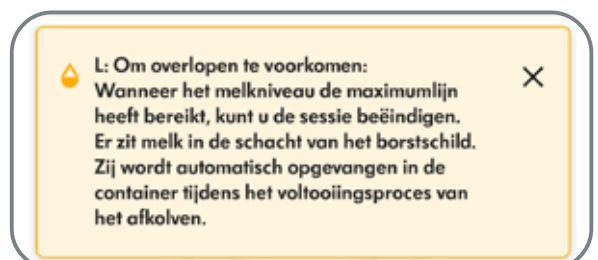 L: Om overlopen te voorkomen:
Wanneer het melkniveau de maximumlijn
heeft bereikt, kunt u de sessie beëindigen.
Er zit melk in de schacht van het borstschild.
Zij wordt automatisch opgevangen in de
container tijdens het voltooiingsproces van
het afkolven.